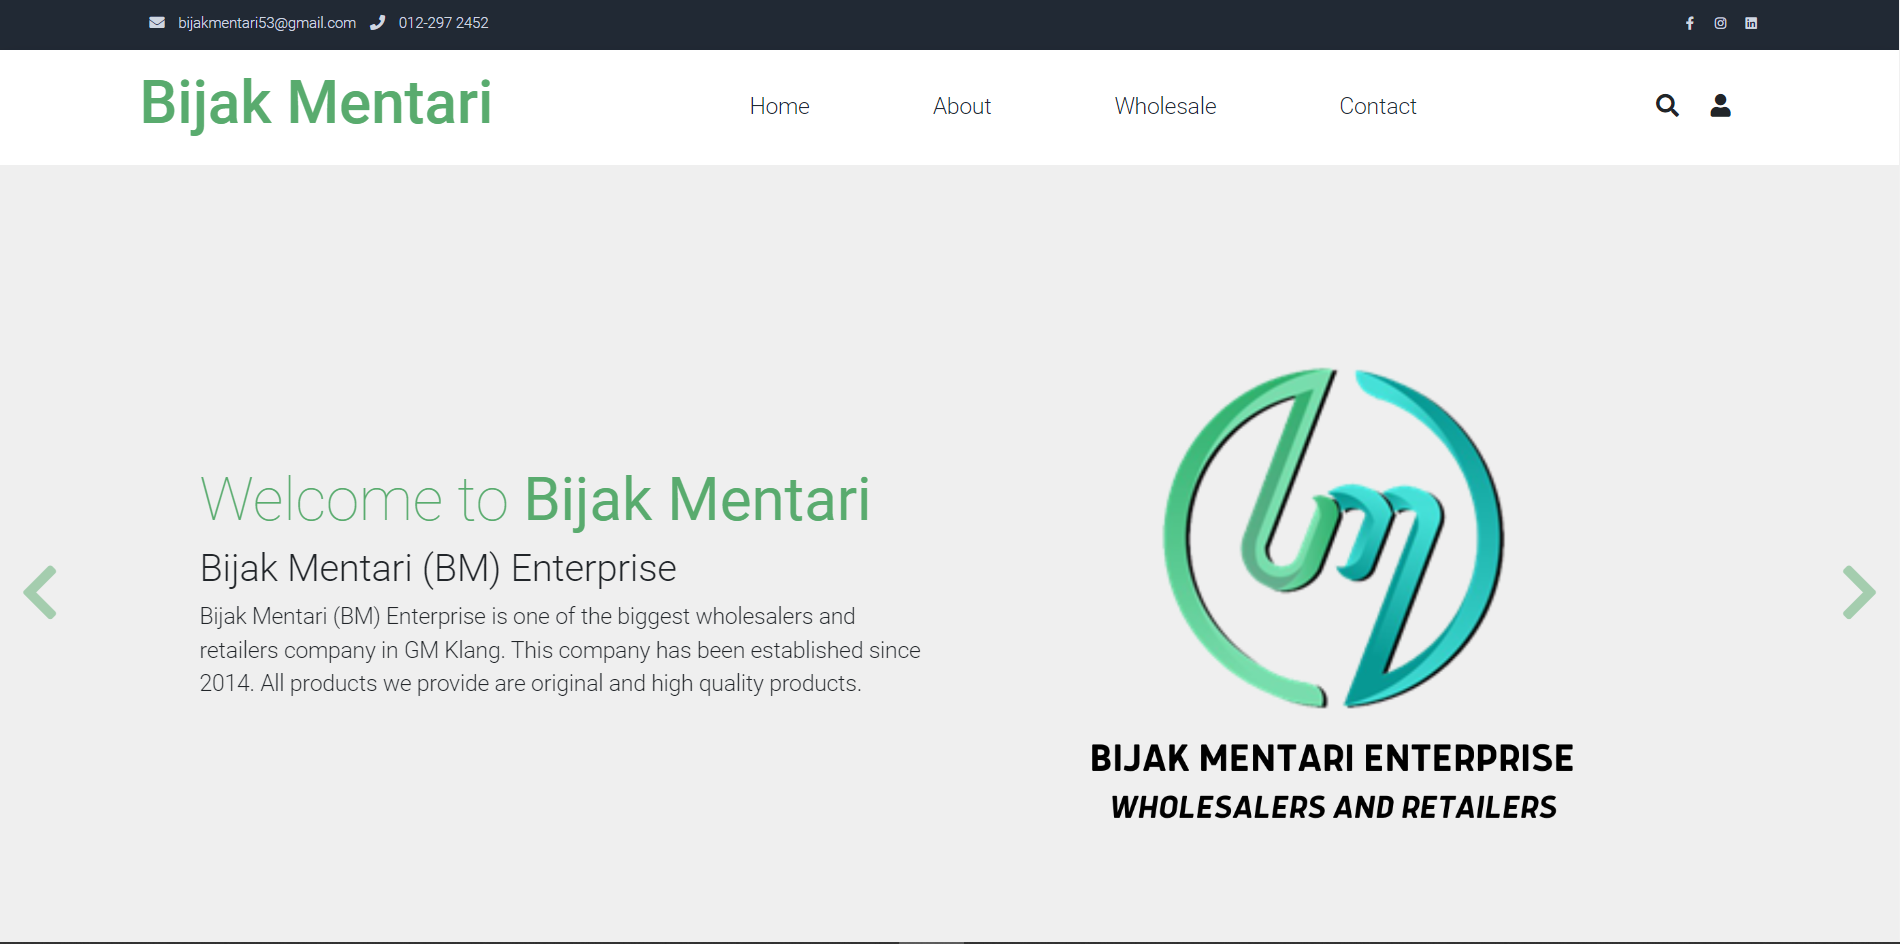 bijakmentari53@gmail.com 012-297 2452
Bijak Mentari
Home About Wholesale Contact
Welcome to Bijak Mentari
Bijak Mentari (BM) Enterprise
Bijak Mentari (BM) Enterprise is one of the biggest wholesalers and
retailers company in GM Klang. This company has been established since
2014. All products we provide are original and high quality products.
bm
BIJAK MENTARI ENTERPRISE
WHOLESALERS AND RETAILERS